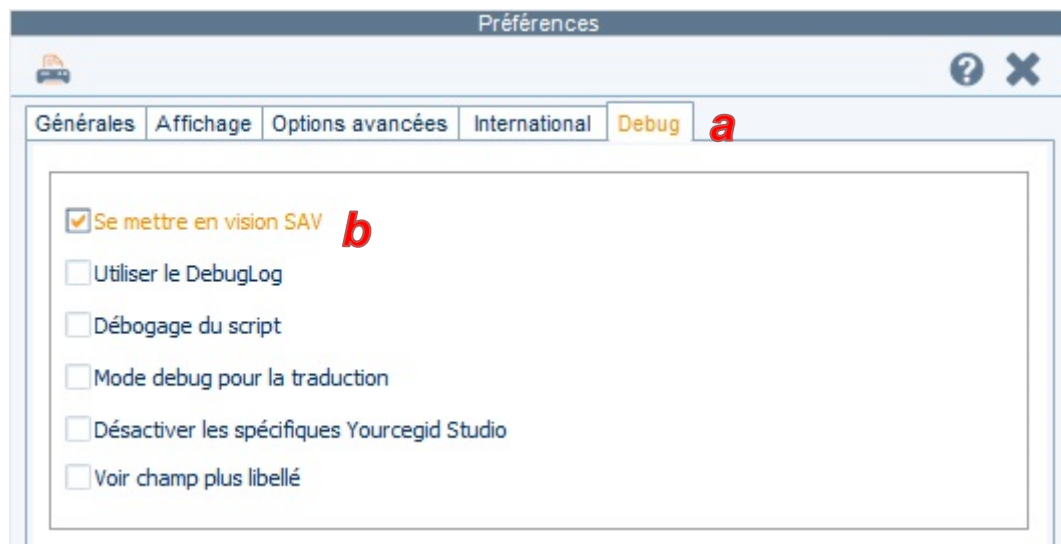 Préférences
Générales Affichage Options avancées International Debug a
Se mettre en vision SAV b
Utiliser le DebugLog
Débogage du script
Mode debug pour la traduction
Désactiver les spécifiques Yourcegid Studio
Voir champ plus libellé